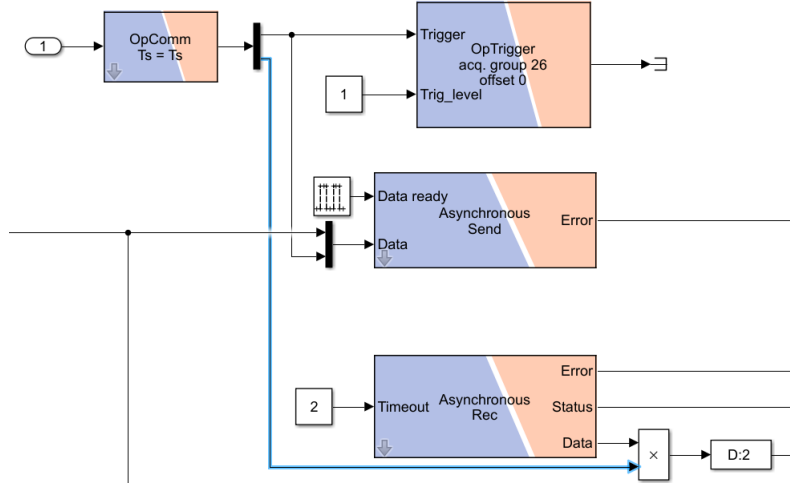 1
OpComm
Ts = Ts
Trigger
OpTrigger
acq. group 26
offset 0
1
Trig_level
Data ready
Asynchronous
Send
Error
Data
Error
2
Timeout
Asynchronous
Rec
Status
Data
×
D:2